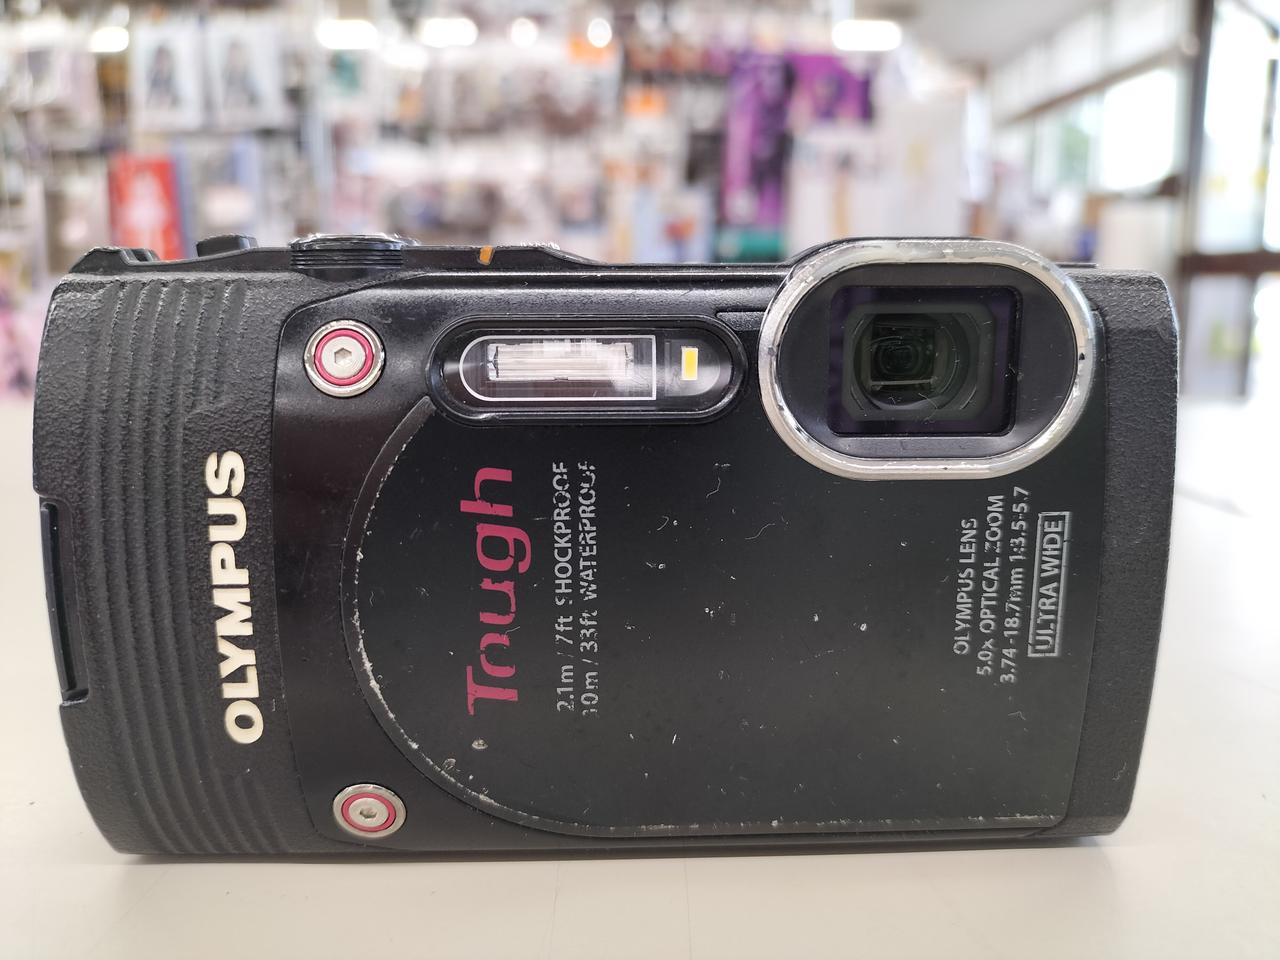 OLYMPUS
Tough
2.1m / 7ft SHOCKPROOF
10m / 33ft WATERPROOF
OLYMPUS LENS
5.0x OPTICAL ZOOM
3.74-18.7mm 1:3.5-5.7
ULTRA WIDE